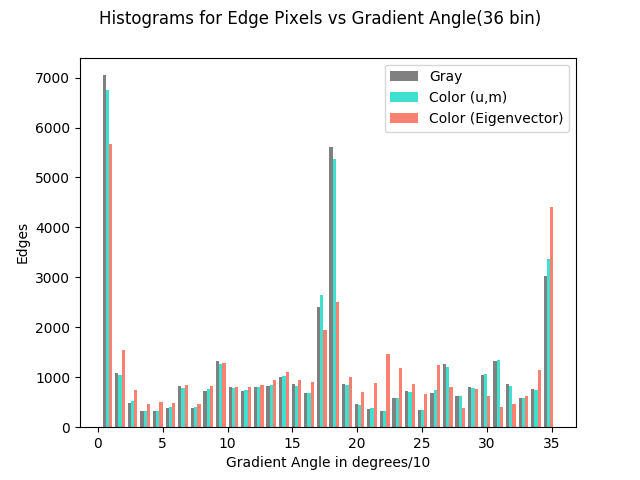 Histograms for Edge Pixels vs Gradient Angle(36 bin)
Gray
Color (u,m)
Color (Eigenvector)
7000
6000
5000
4000
3000
2000
1000
0
Edges
0 5 10 15 20 25 30 35
Gradient Angle in degrees/10